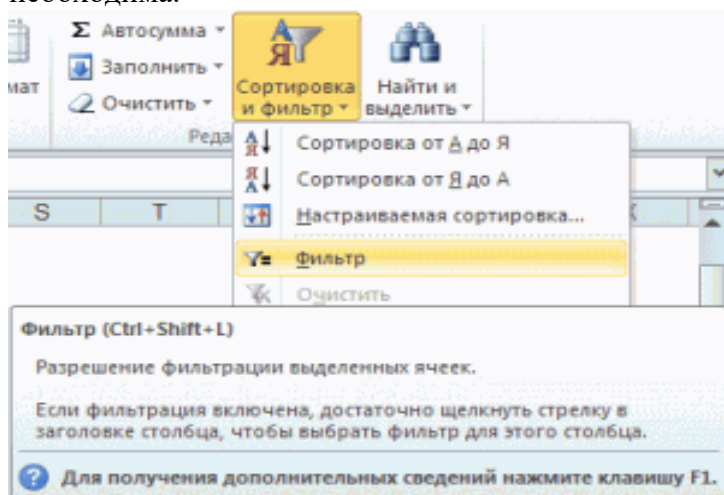 Σ Автосумма
Заполнить
Очистить
мат
Сортировка
и фильтр
Найти и
выделить
Реда
Сортировка от А до Я
Сортировка от Я до А
Настраиваемая сортировка...
S T
Фильтр
Очистить
Фильтр (Ctrl+Shift+L)
Разрешение фильтрации выделенных ячеек.
Если фильтрация включена, достаточно щелкнуть стрелку в
заголовке столбца, чтобы выбрать фильтр для этого столбца.
Для получения дополнительных сведений нажмите клавишу F1.